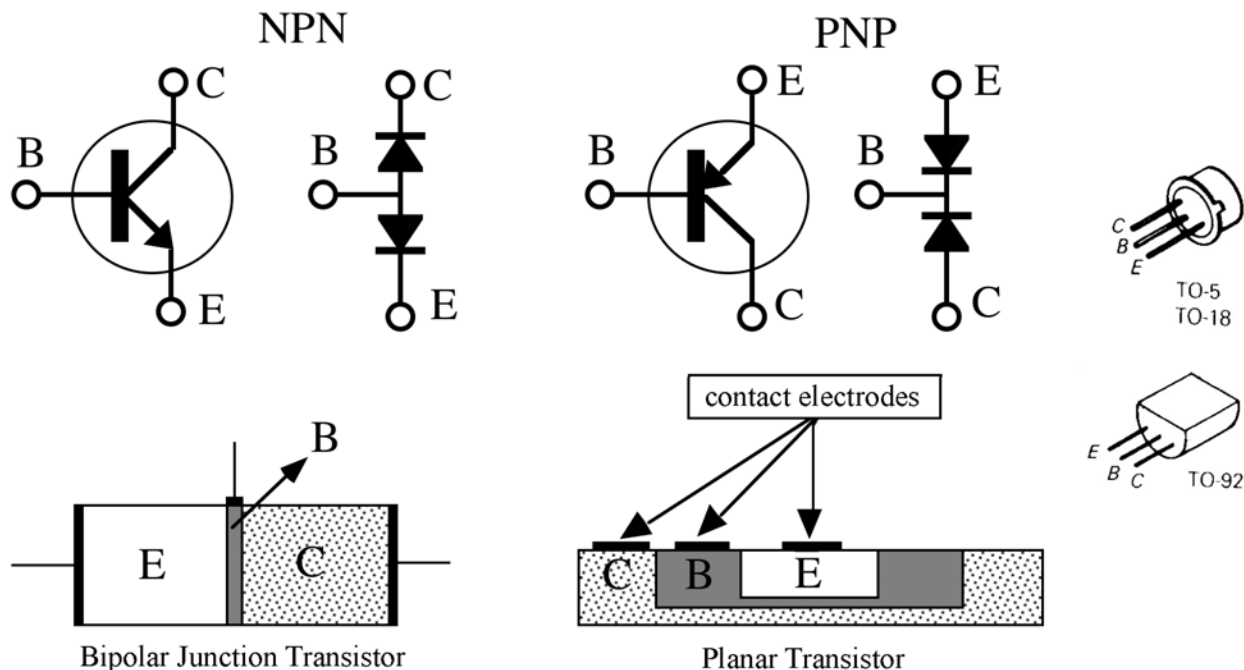 NPN
PNP
C
B
E
C
B
E
E
B
C
E
B
C
C
B
E
TO-5
TO-18
contact electrodes
B
E
C
C
B
E
E
B
C
TO-92
Bipolar Junction Transistor
Planar Transistor